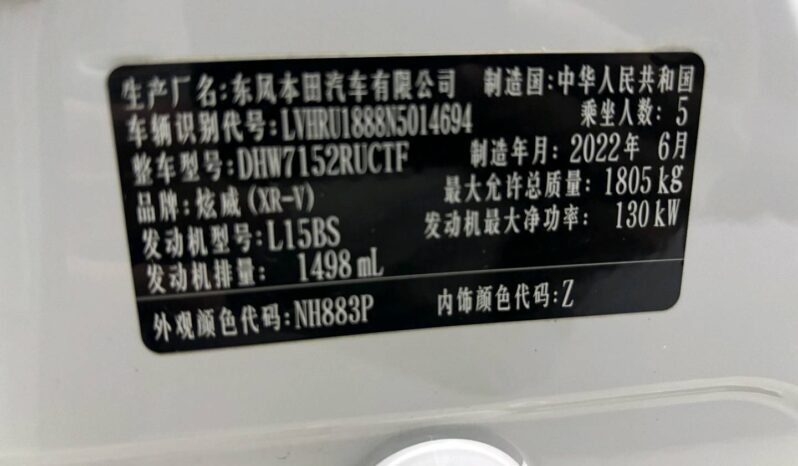 生产厂名:东风本田汽车有限公司 制造国:中华人民共和国
车辆识别代号:LVHRU1888N5014694 乘坐人数:5
整车型号:DHW7152RUCTF 制造年月:2022年 6月
品牌:炫威(XR-V) 最大允许总质量:1805kg
发动机型号:L15BS 发动机最大净功率:130kW
发动机排量: 1498mL
外观颜色代码:NH883P 内饰颜色代码:Z